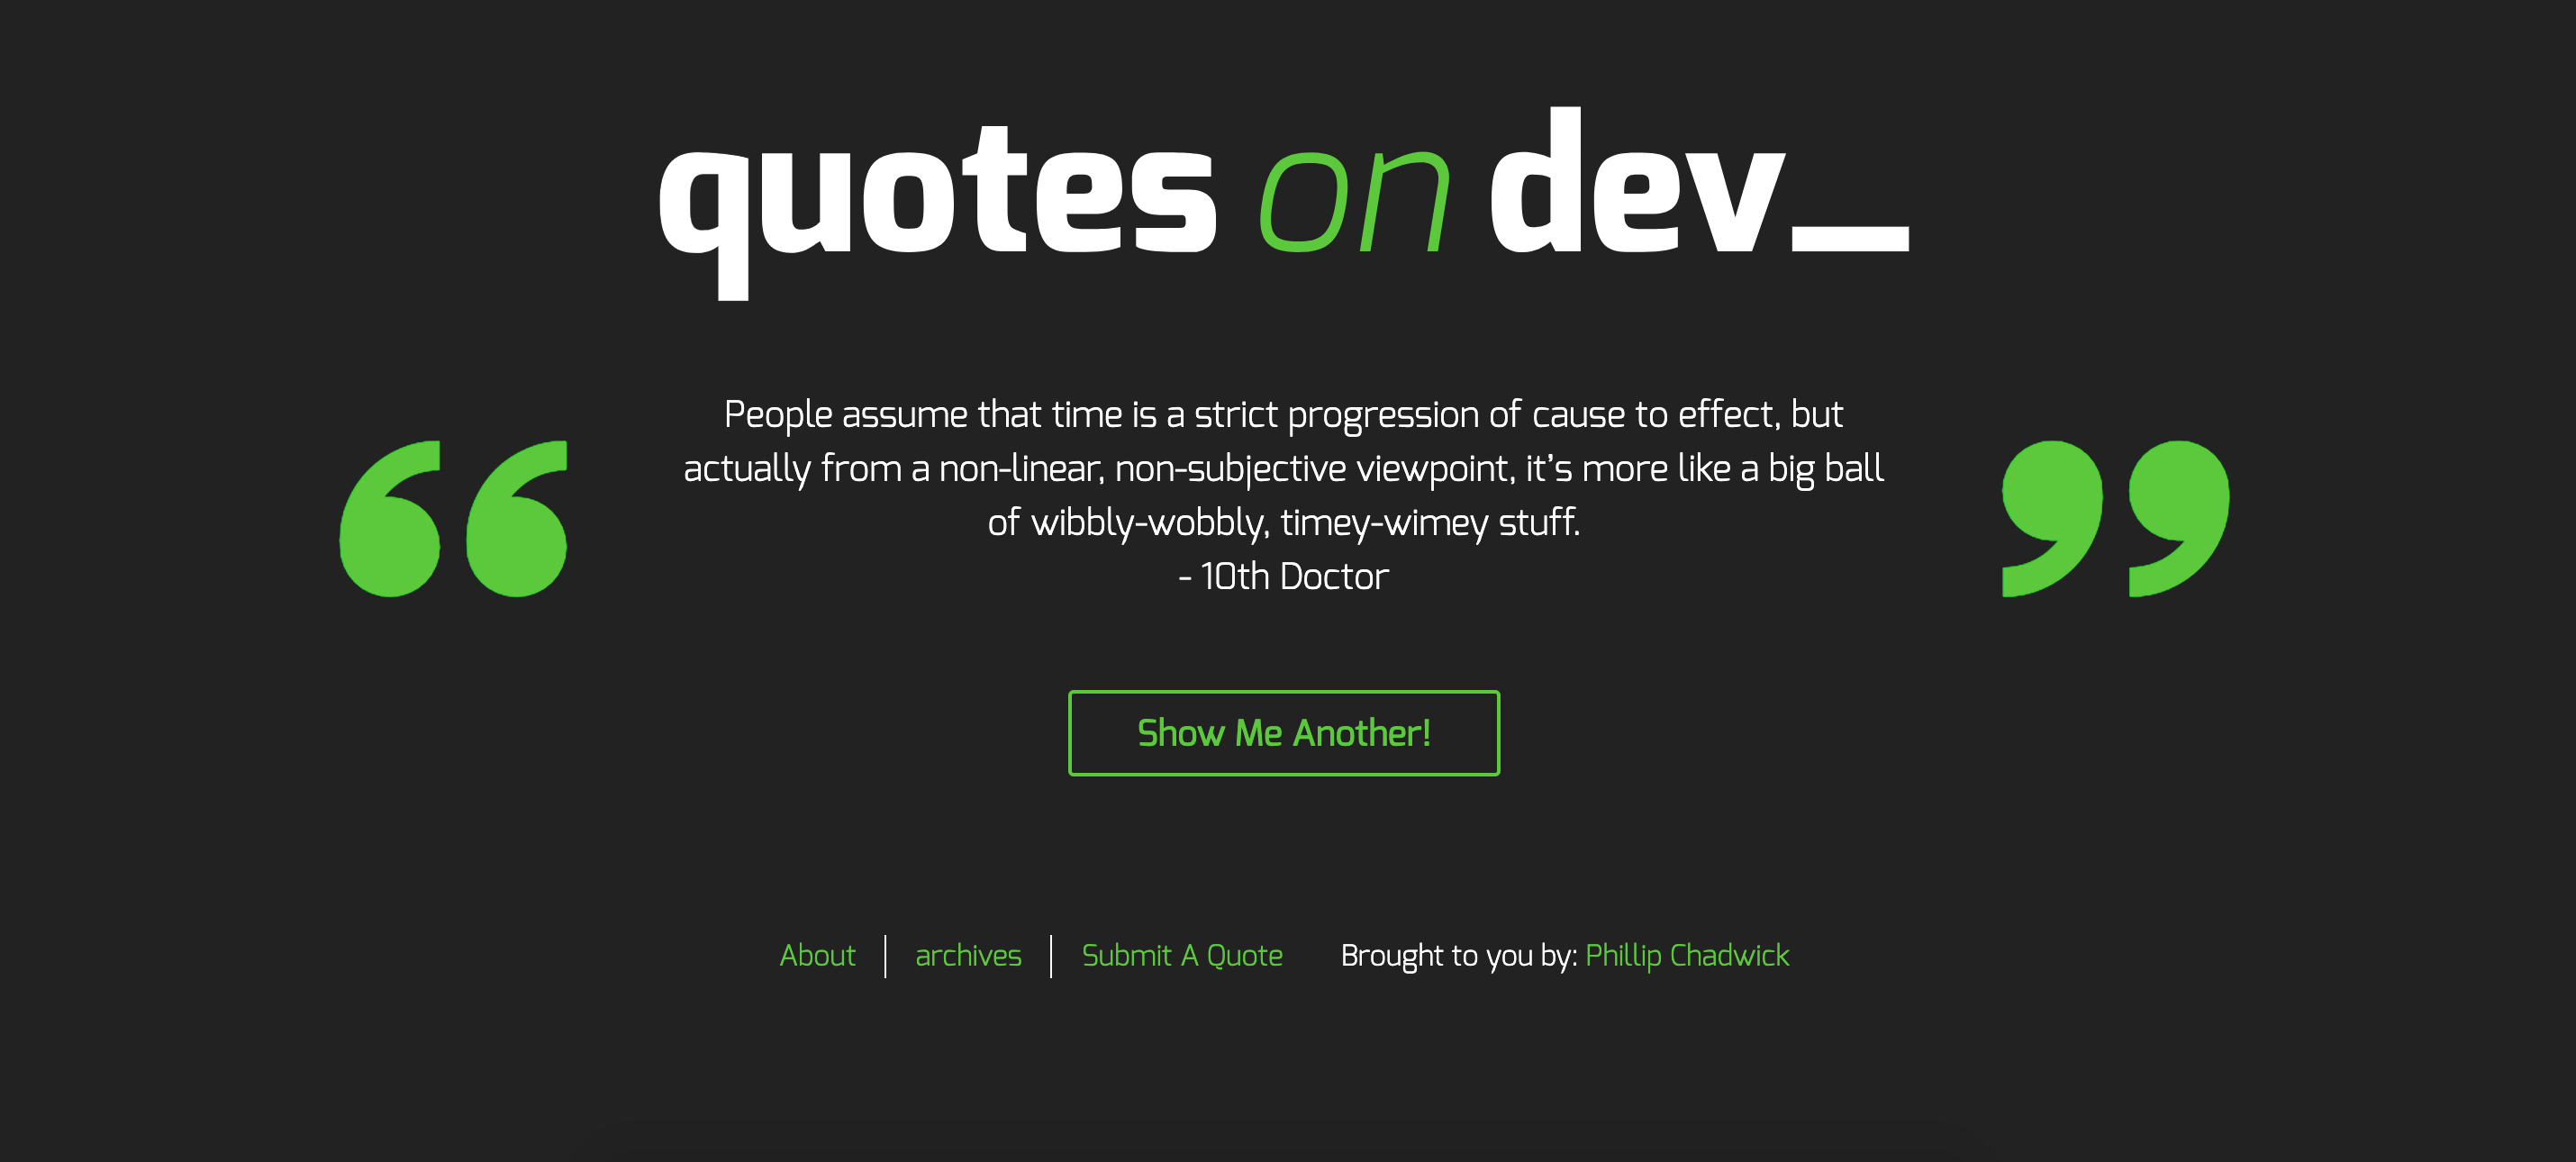 quotes on dev_
People assume that time is a strict progression of cause to effect, but
actually from a non-linear, non-subjective viewpoint, it’s more like a big ball
of wibbly-wobbly, timey-wimey stuff.
- 10th Doctor
Show Me Another!
About | archives | Submit A Quote Brought to you by: Phillip Chadwick